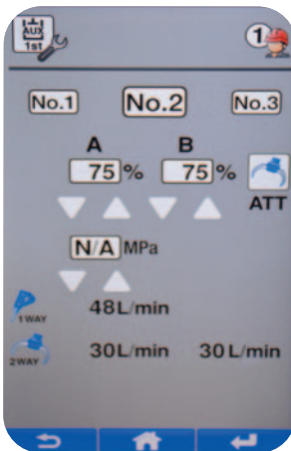 AUX
1st
1
No.1 No.2 No.3
A B
75 % 75 %
ATT
N/A MPa
1WAY 48L/min
2WAY 30L/min 30L/min